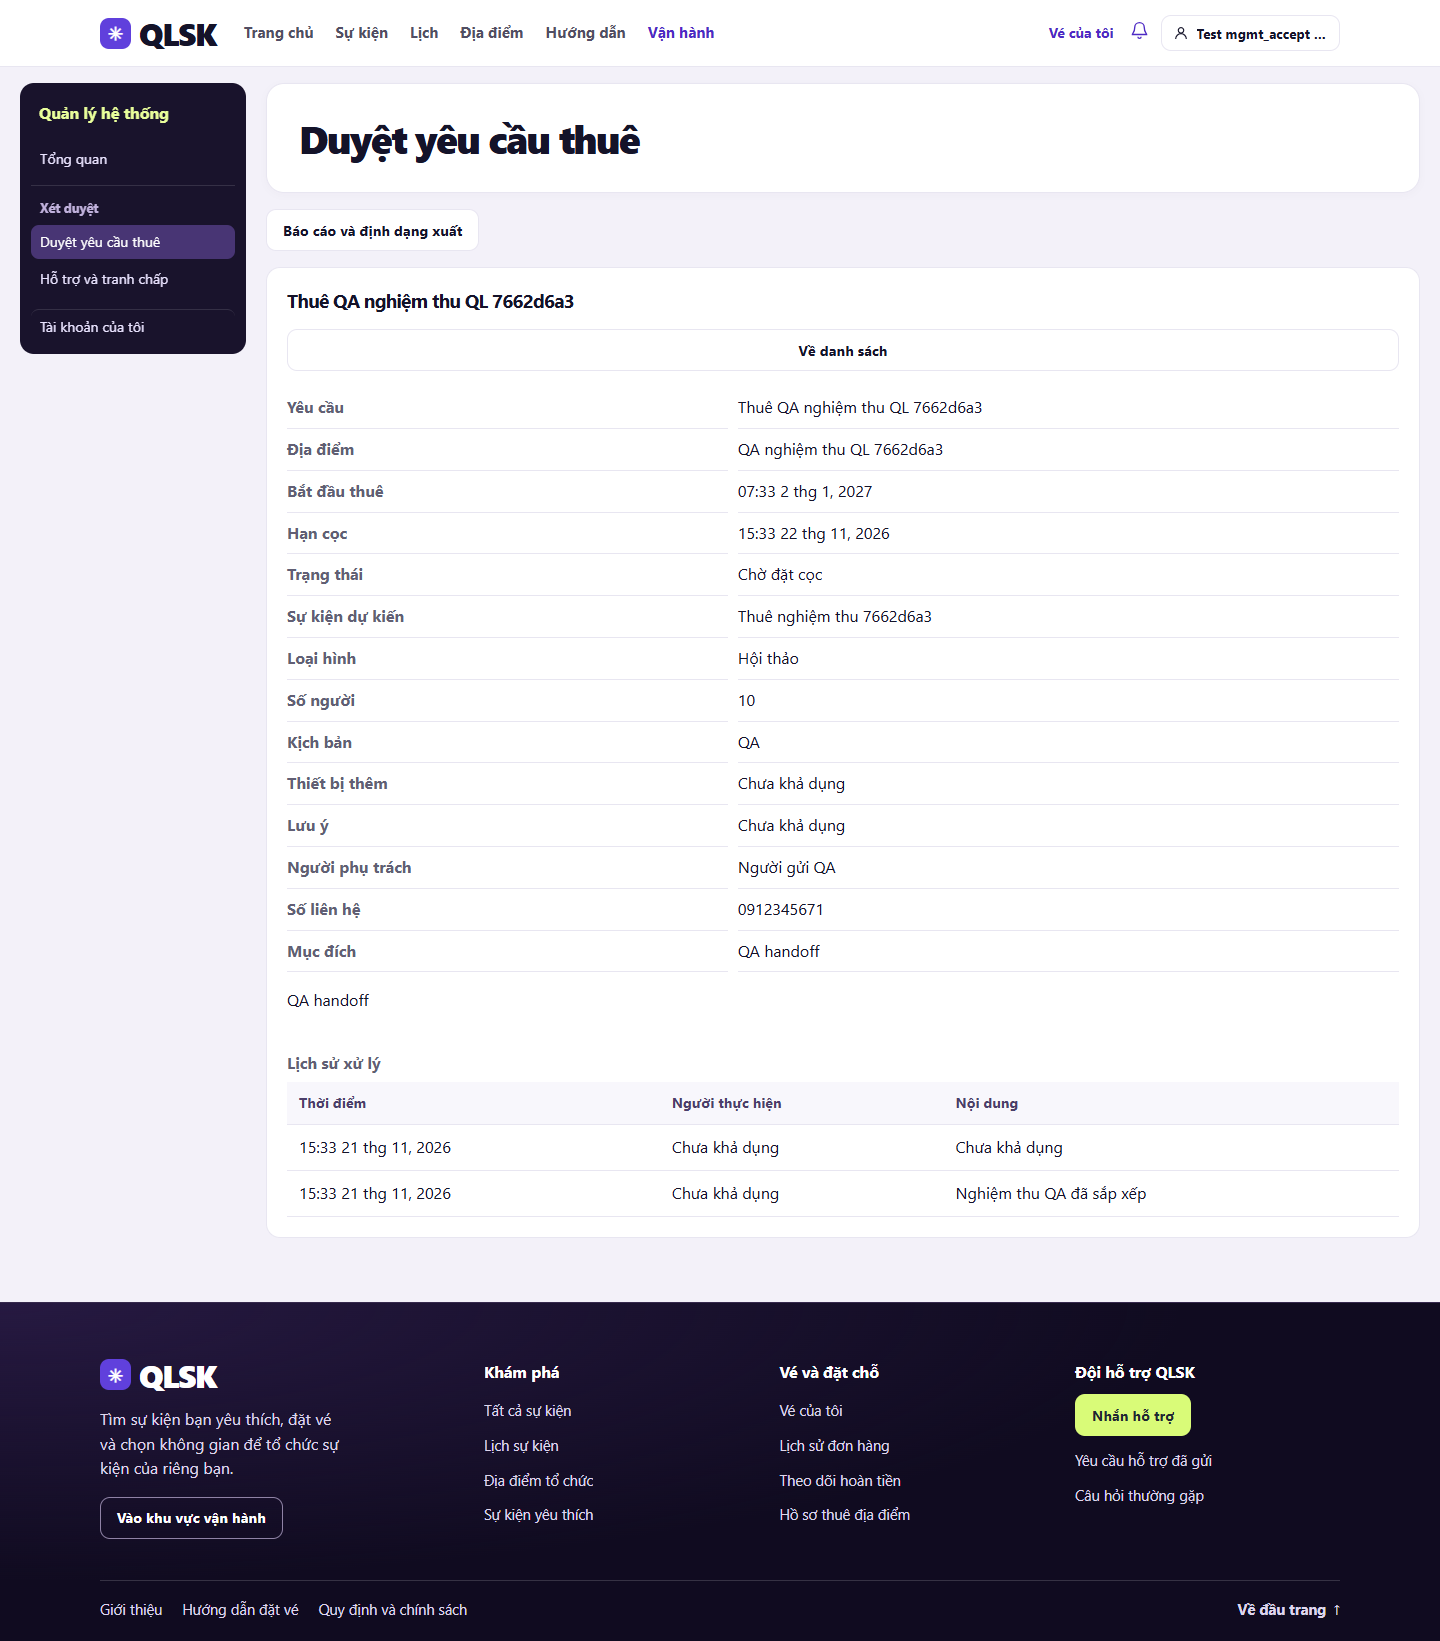 QLSK
Trang chủ
Sự kiện
Lịch
Địa điểm
Hướng dẫn
Vận hành
Vé của tôi
Test mgmt_accept ...
Quản lý hệ thống
Tổng quan
Xét duyệt
Duyệt yêu cầu thuê
Hỗ trợ và tranh chấp
Tài khoản của tôi
Duyệt yêu cầu thuê
Báo cáo và định dạng xuất
Thuê QA nghiệm thu QL 7662d6a3
Về danh sách
Yêu cầu Thuê QA nghiệm thu QL 7662d6a3
Địa điểm QA nghiệm thu QL 7662d6a3
Bắt đầu thuê 07:33 2 thg 1, 2027
Hạn cọc 15:33 22 thg 11, 2026
Trạng thái Chờ đặt cọc
Sự kiện dự kiến Thuê nghiệm thu 7662d6a3
Loại hình Hội thảo
Số người 10
Kịch bản QA
Thiết bị thêm Chưa khả dụng
Lưu ý Chưa khả dụng
Người phụ trách Người gửi QA
Số liên hệ 0912345671
Mục đích QA handoff
QA handoff
Lịch sử xử lý
Thời điểm Người thực hiện Nội dung
15:33 21 thg 11, 2026 Chưa khả dụng Chưa khả dụng
15:33 21 thg 11, 2026 Chưa khả dụng Nghiệm thu QA đã sắp xếp
QLSK
Tìm sự kiện bạn yêu thích, đặt vé
và chọn không gian để tổ chức sự
kiện của riêng bạn.
Vào khu vực vận hành
Khám phá
Tất cả sự kiện
Lịch sự kiện
Địa điểm tổ chức
Sự kiện yêu thích
Vé và đặt chỗ
Vé của tôi
Lịch sử đơn hàng
Theo dõi hoàn tiền
Hồ sơ thuê địa điểm
Đội hỗ trợ QLSK
Nhắn hỗ trợ
Yêu cầu hỗ trợ đã gửi
Câu hỏi thường gặp
Giới thiệu
Hướng dẫn đặt vé
Quy định và chính sách
Về đầu trang ↑